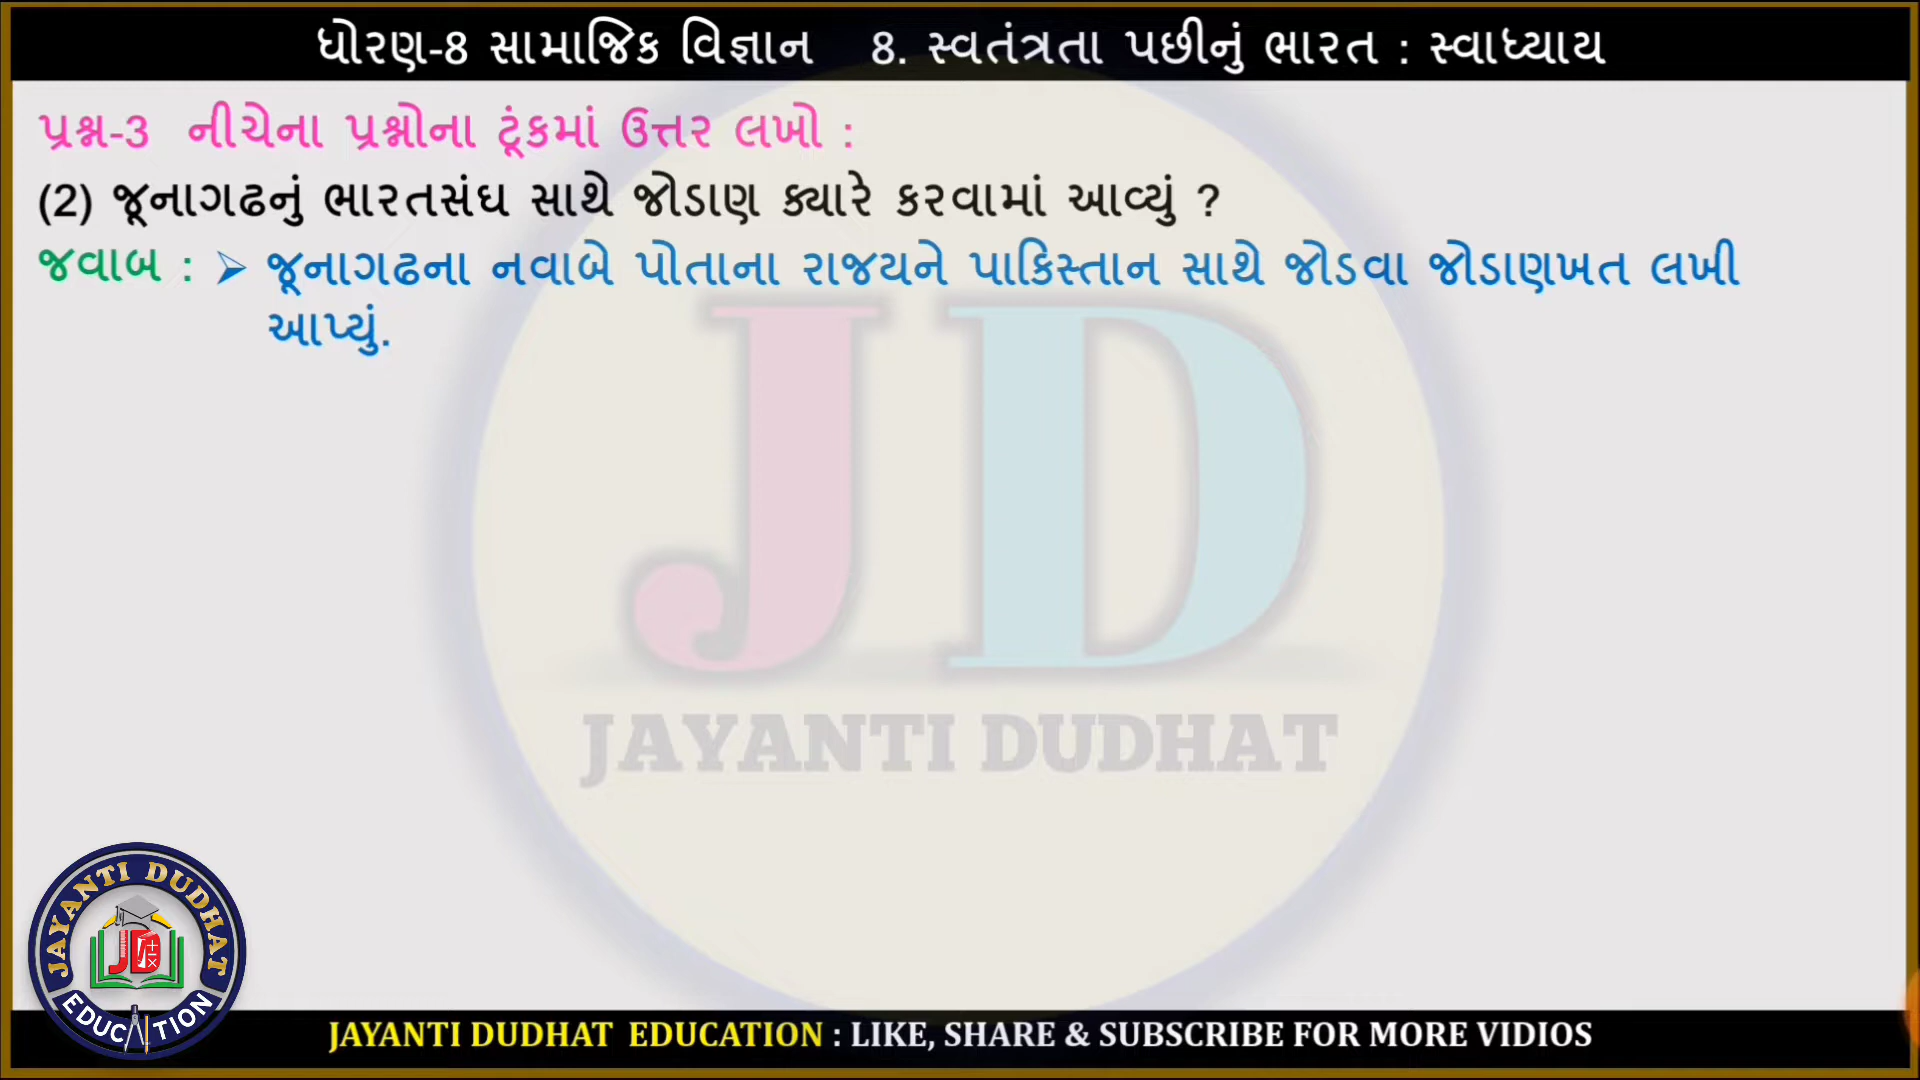 ધોરણ-8 સામાજિક વિજ્ઞાન 8. સ્વતંત્રતા પછીનું ભારત : સ્વાધ્યાય
પ્રશ્ન-3 નીચેના પ્રશ્નોના ટૂંકમાં ઉત્તર લખો :
(2) જૂનાગઢનું ભારતસંઘ સાથે જોડાણ ક્યારે કરવામાં આવ્યું ?
જવાબ : ➢ જૂનાગઢના નવાબે પોતાના રાજયને પાકિસ્તાન સાથે જોડવા જોડાણખત લખી
આપ્યું.
JD
JAYANTI DUDHAT
JAYANTI DUDHAT
JD
EDUCATION
JAYANTI DUDHAT EDUCATION : LIKE, SHARE & SUBSCRIBE FOR MORE VIDIOS